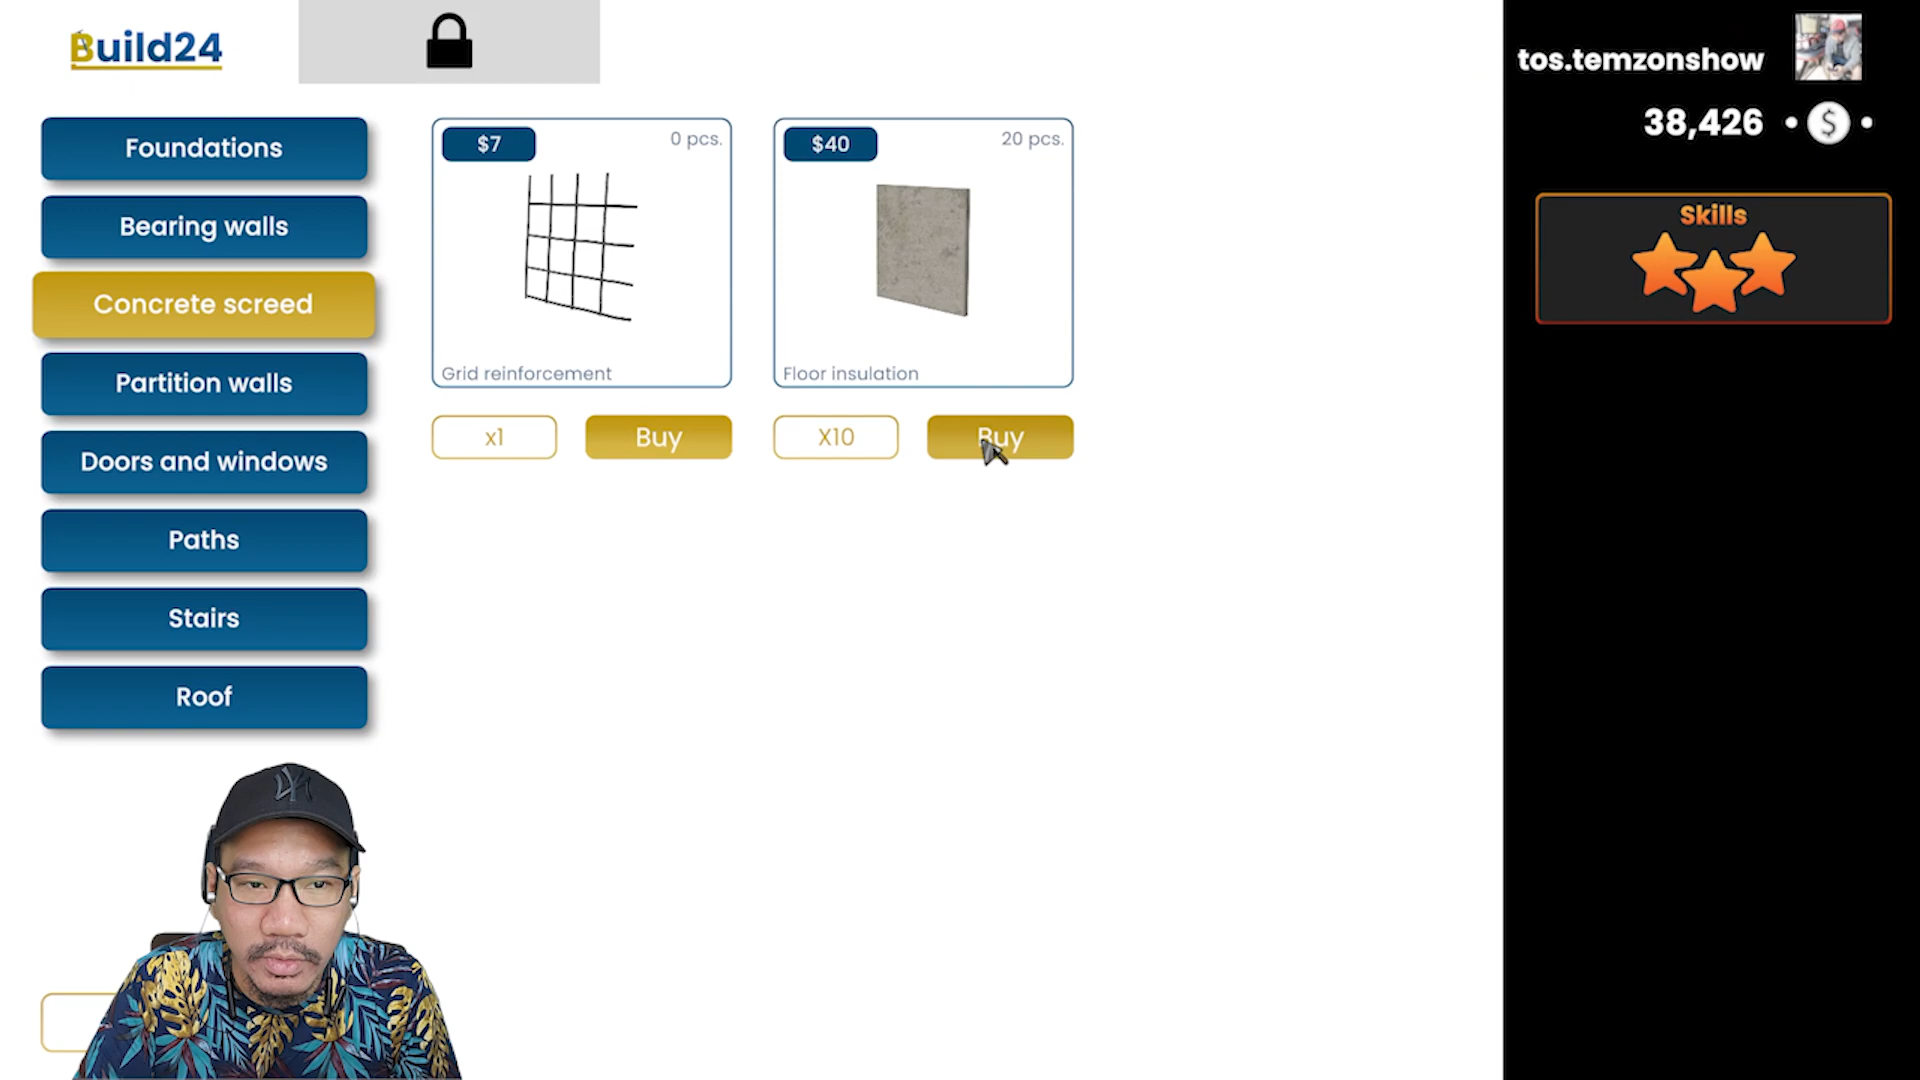 Build24
tos.temzonshow
38,426
$
Skills
Foundations
Bearing walls
Concrete screed
Partition walls
Doors and windows
Paths
Stairs
Roof
$7
0 pcs.
Grid reinforcement
x1
Buy
$40
20 pcs.
Floor insulation
X10
Buy